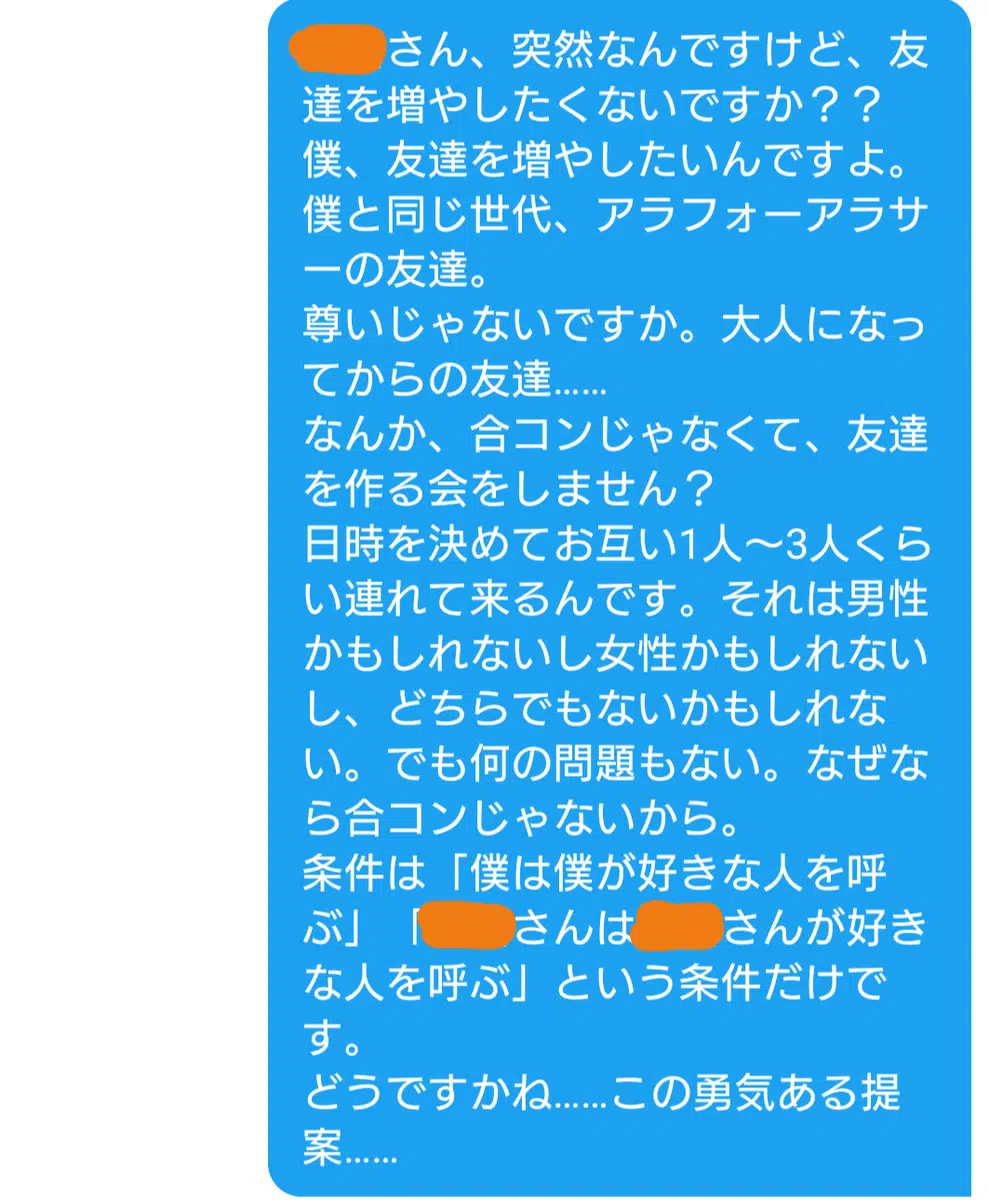 さん、突然なんですけど、友
達を増やしたくないですか？？
僕、友達を増やしたいんですよ。
僕と同じ世代、アラフォーアラサ
ーの友達。
尊いじゃないですか。大人になっ
てからの友達……
なんか、合コンじゃなくて、友達
を作る会をしません？
日時を決めてお互い1人〜3人くら
い連れて来るんです。それは男性
かもしれないし女性かもしれない
し、どちらでもないかもしれな
い。でも何の問題もない。なぜな
ら合コンじゃないから。
条件は「僕は僕が好きな人を呼
ぶ」「さんはさんが好き
な人を呼ぶ」という条件だけで
す。
どうですかね……この勇気ある提
案……